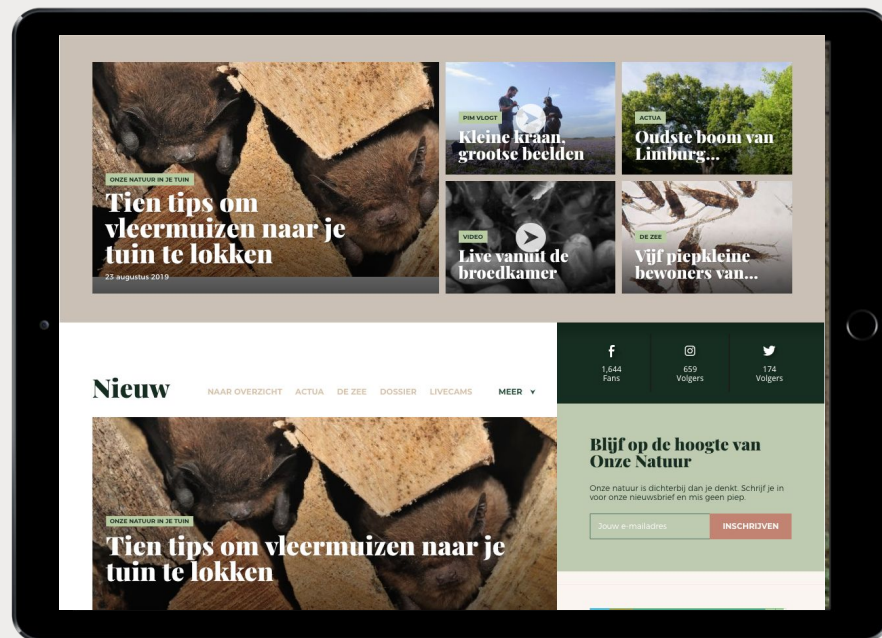 ONZE NATUUR IN JE TUIN
Tien tips om
vleermuizen naar je
tuin te lokken
23 augustus 2019
PIM VLOGT
Kleine kraan,
grootse beelden
ACTUA
Oudste boom van
Limburg...
VIDEO
Live vanuit de
broedkamer
DE ZEE
Vijf piepkleine
bewoners van...
Nieuw
NAAR OVERZICHT ACTUA DE ZEE DOSSIER LIVECAMS MEER
ONZE NATUUR IN JE TUIN
Tien tips om vleermuizen naar je
tuin te lokken
1,644
Fans
659
Volgers
174
Volgers
Blijf op de hoogte van
Onze Natuur
Onze natuur is dichterbij dan je denkt. Schrijf je in
voor onze nieuwsbrief en mis geen piep.
Jouw e-mailadres INSCHRIJVEN